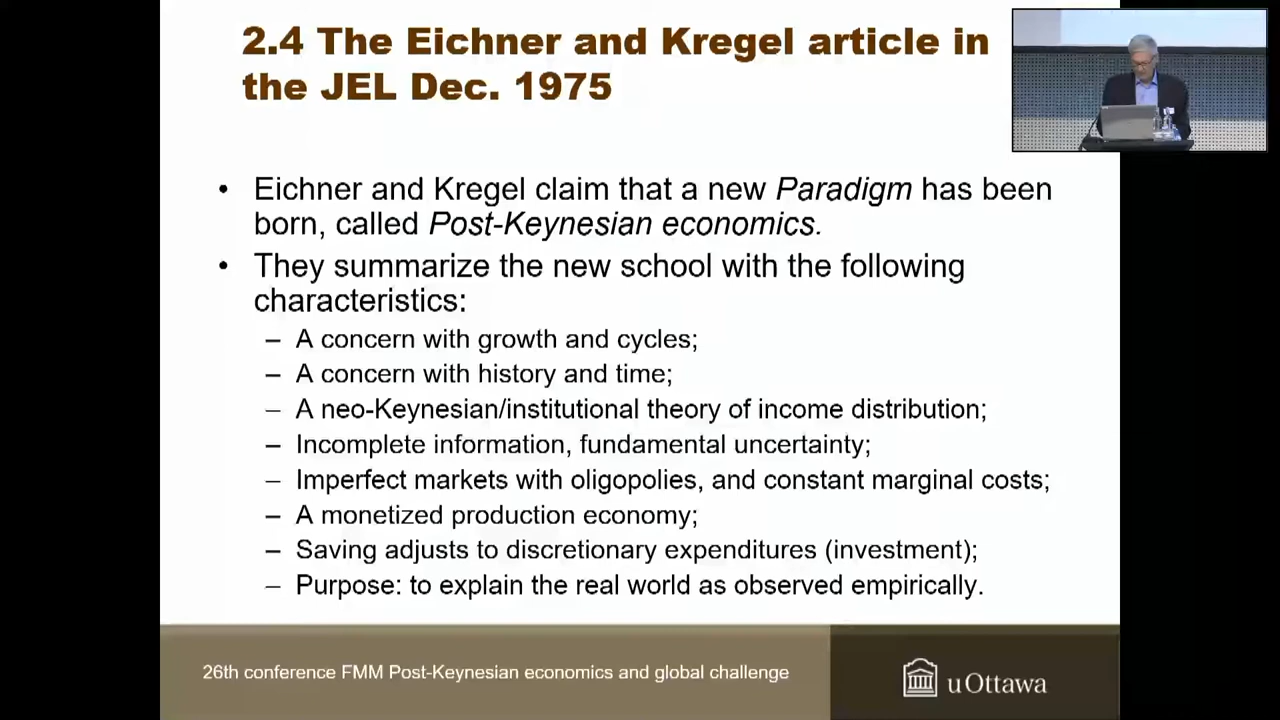 2.4 The Eichner and Kregel article in
the JEL Dec. 1975
• Eichner and Kregel claim that a new Paradigm has been
born, called Post-Keynesian economics.
• They summarize the new school with the following
characteristics:
– A concern with growth and cycles;
– A concern with history and time;
– A neo-Keynesian/institutional theory of income distribution;
– Incomplete information, fundamental uncertainty;
– Imperfect markets with oligopolies, and constant marginal costs;
– A monetized production economy;
– Saving adjusts to discretionary expenditures (investment);
– Purpose: to explain the real world as observed empirically.
26th conference FMM Post-Keynesian economics and global challenge
uOttawa